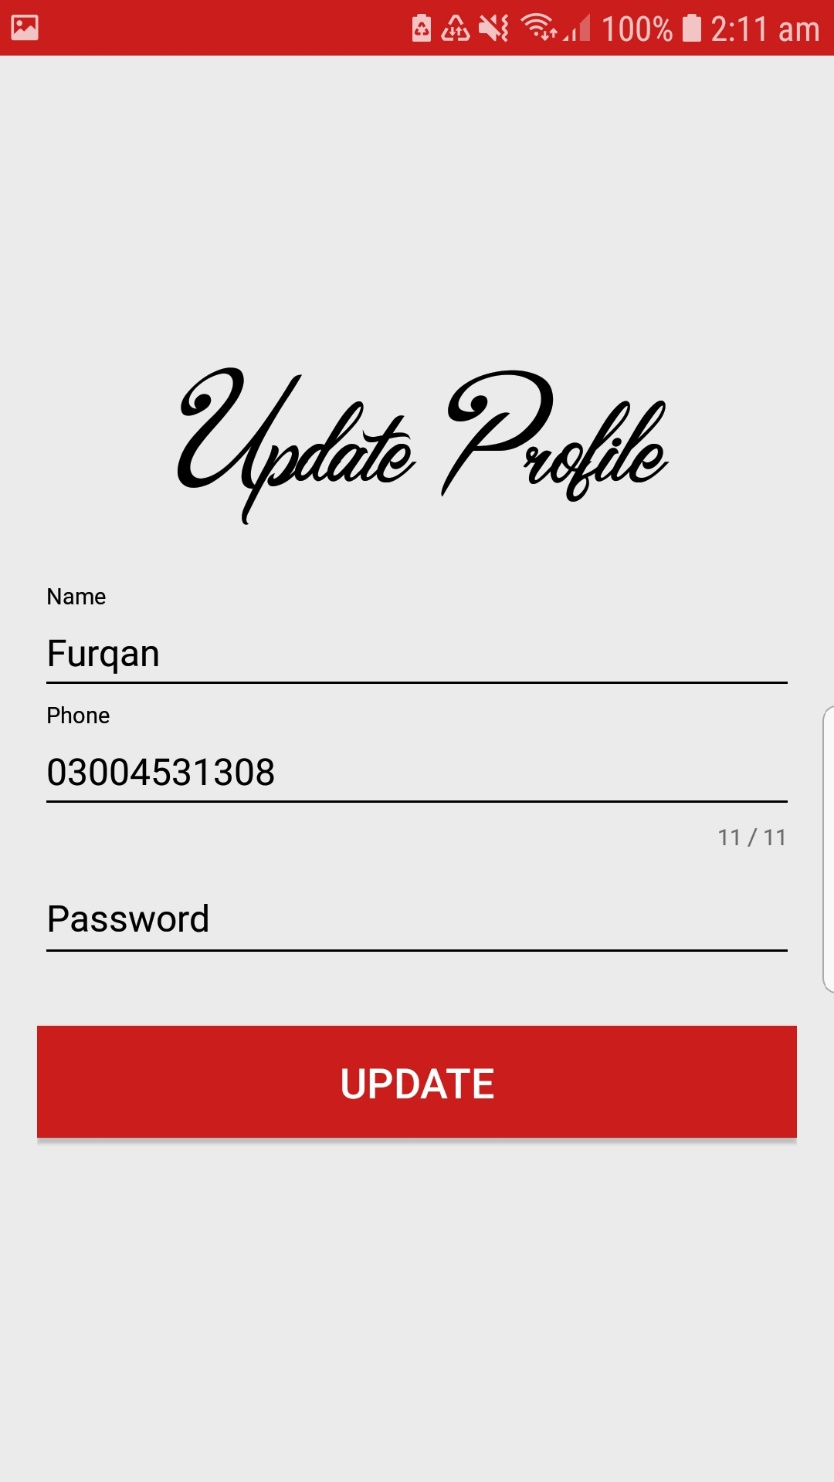 100% 2:11 am
Update Profile
Name
Furqan
Phone
03004531308
11 / 11
Password
UPDATE